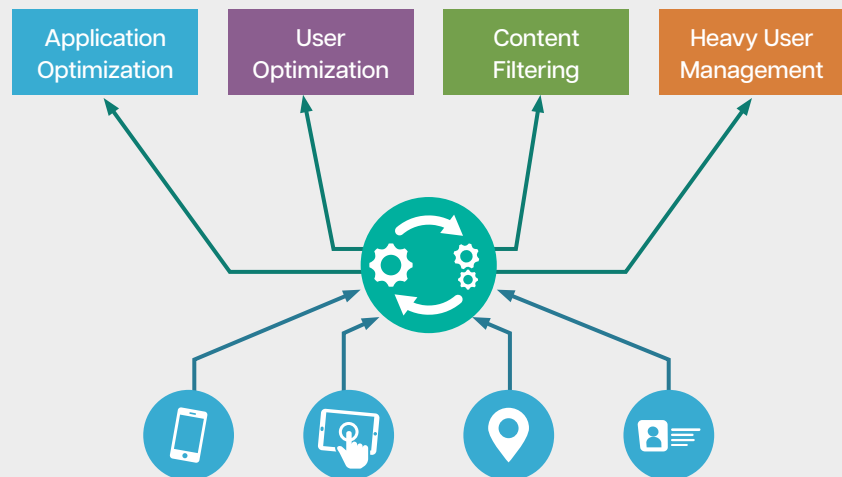 Application
Optimization
User
Optimization
Content
Filtering
Heavy User
Management